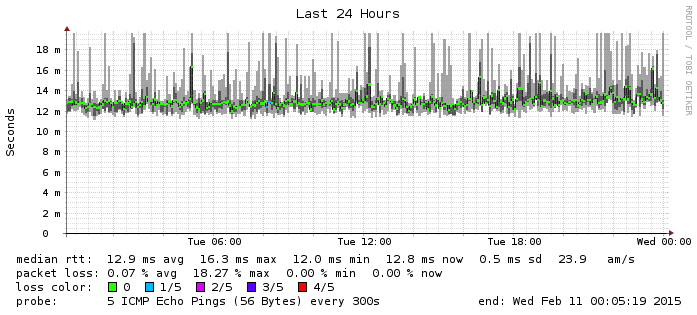 Last 24 Hours
RRDTOOL / TOBI OETIKER
Seconds
18 m
16 m
14 m
12 m
10 m
8 m
6 m
4 m
2 m
0
Tue 06:00 Tue 12:00 Tue 18:00 Wed 00:00
median rtt: 12.9 ms avg 16.3 ms max 12.0 ms min 12.8 ms now 0.5 ms sd 23.9 am/s
packet loss: 0.07 % avg 18.27 % max 0.00 % min 0.00 % now
loss color: 0 1/5 2/5 3/5 4/5
probe: 5 ICMP Echo Pings (56 Bytes) every 300s end: Wed Feb 11 00:05:19 2015